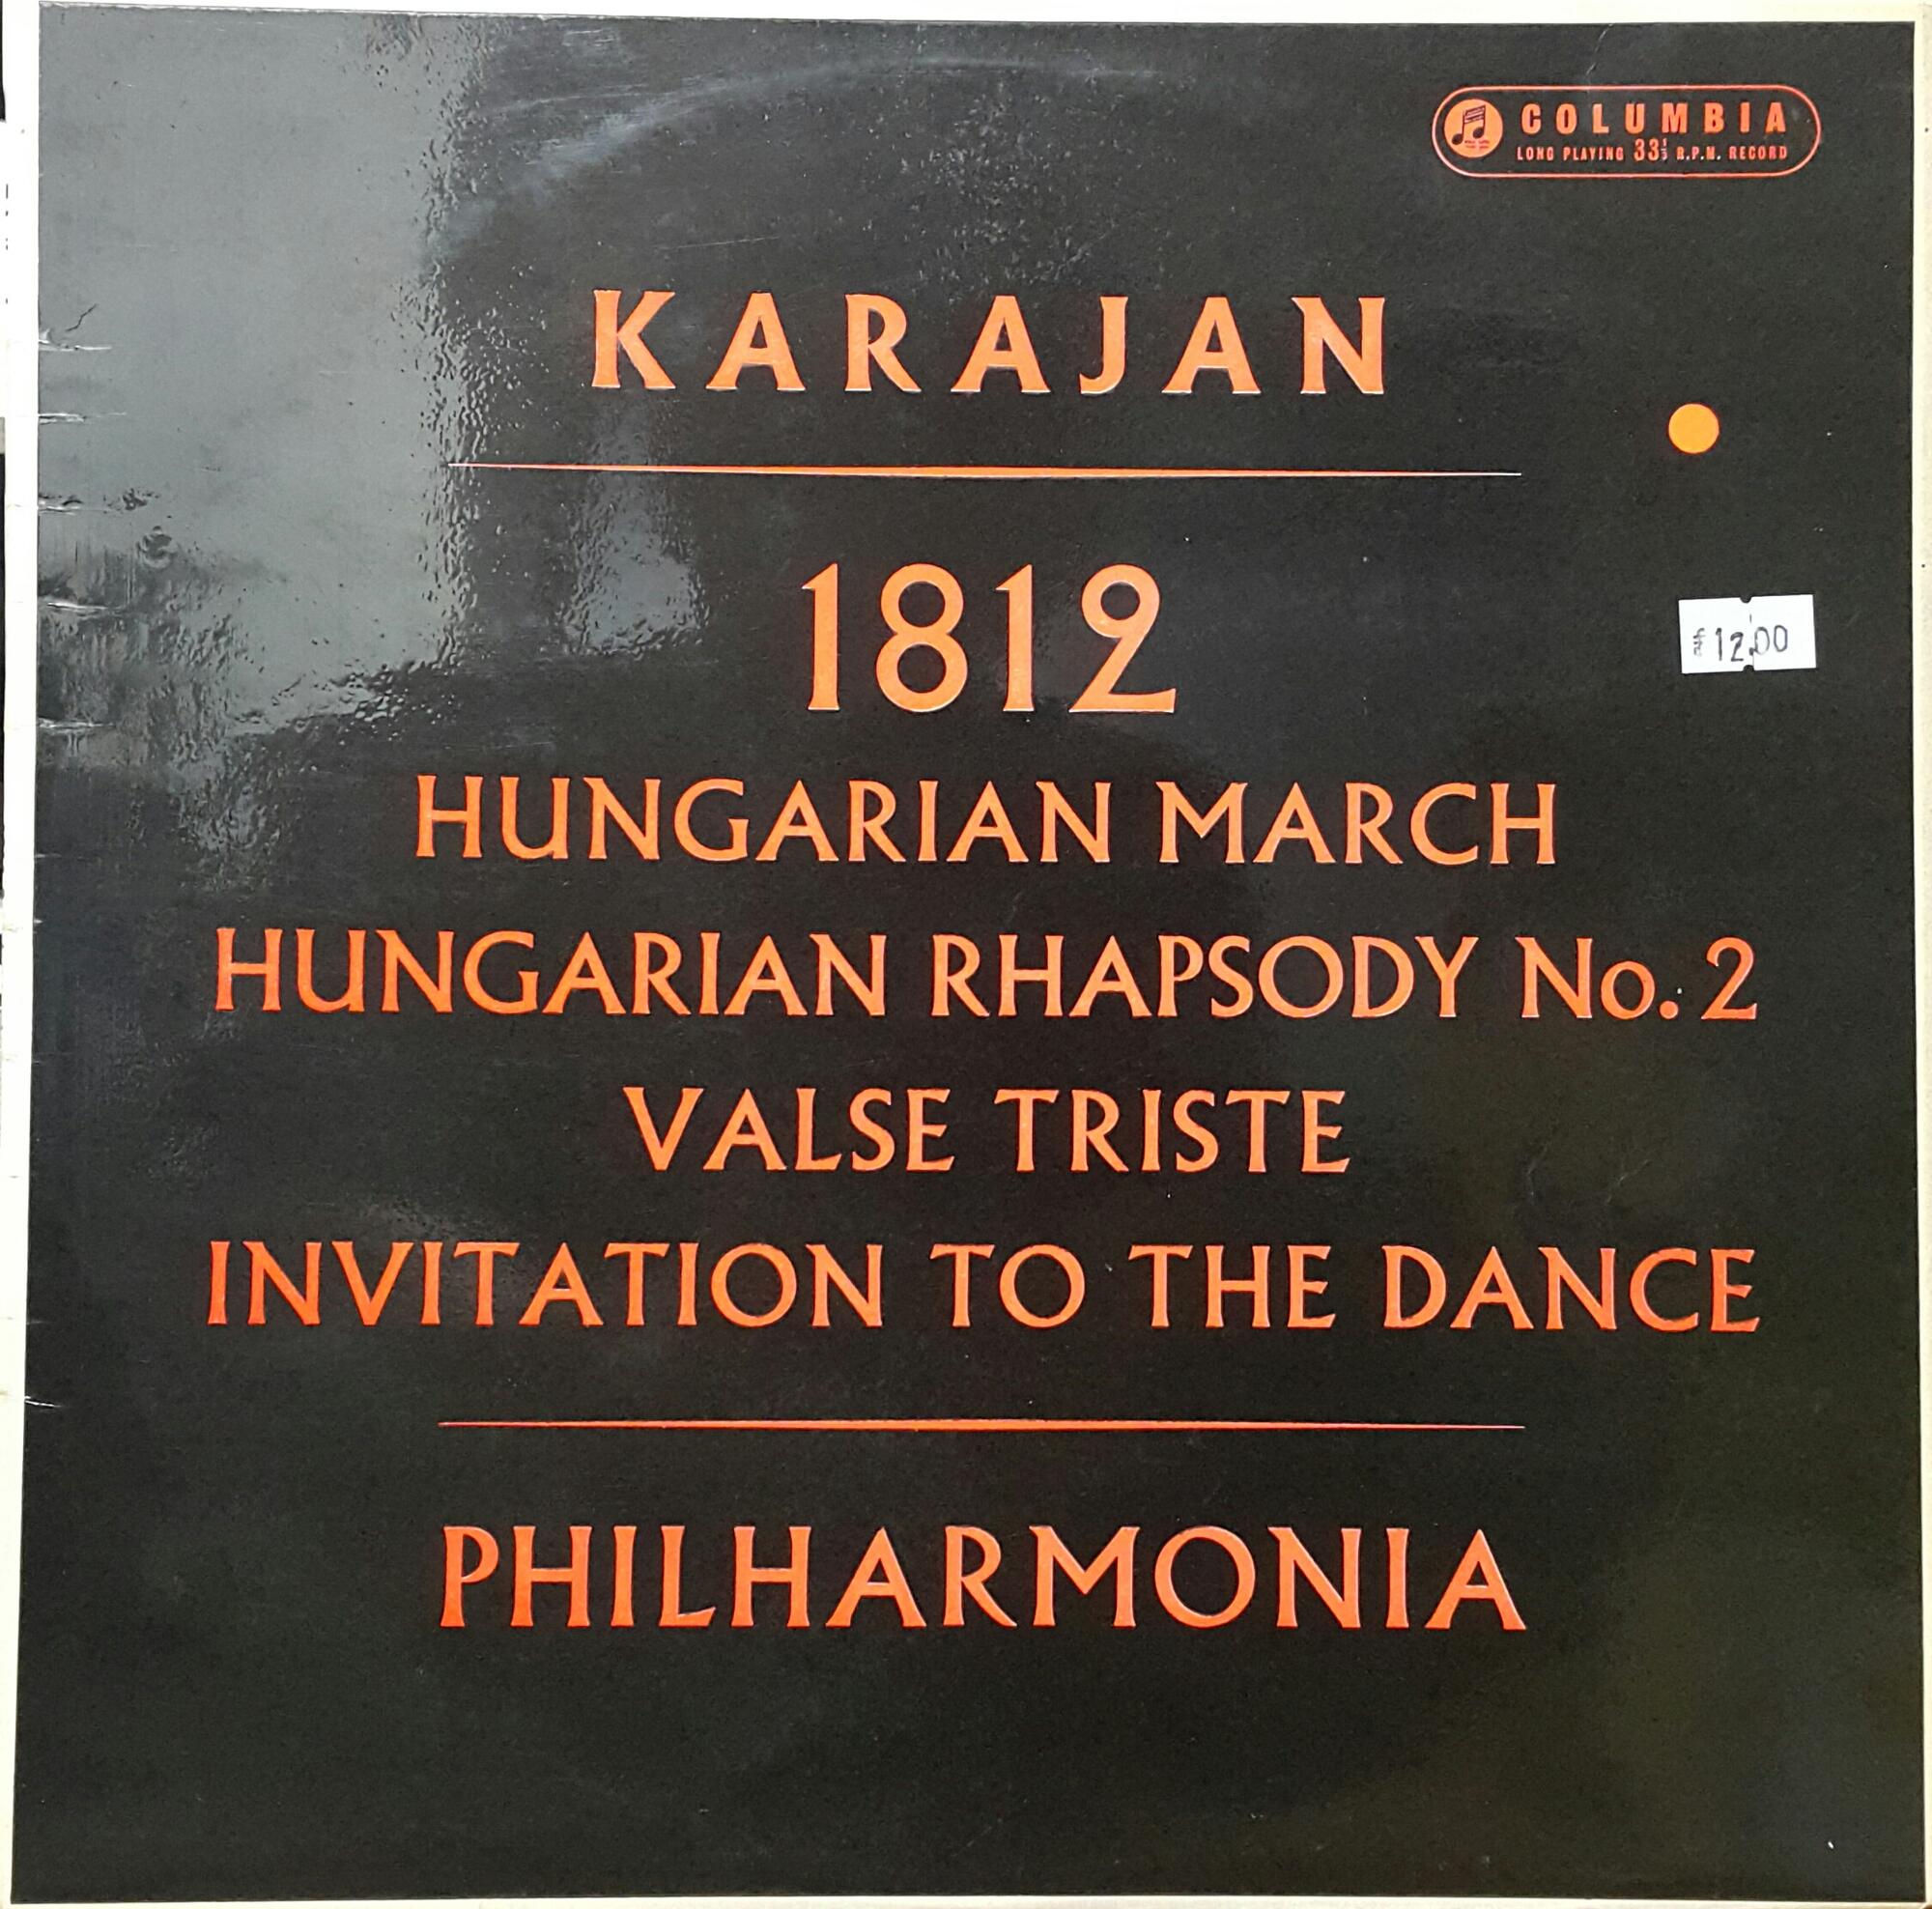 COLUMBIA
LONG PLAYING 33⅓ R.P.M. RECORD
KARAJAN
1812
£12.00
HUNGARIAN MARCH
HUNGARIAN RHAPSODY No. 2
VALSE TRISTE
INVITATION TO THE DANCE
PHILHARMONIA